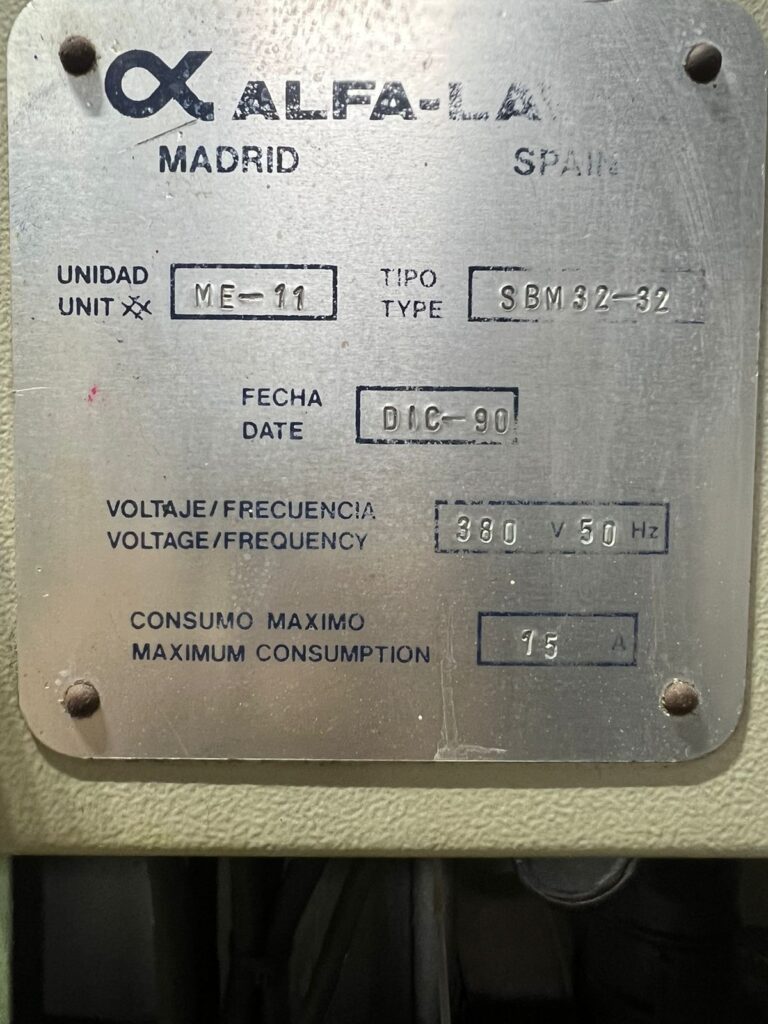 ALFA-LA
MADRID SPAIN
UNIDAD
UNIT XX ME-11
TIPO
TYPE SBM32-32
FECHA
DATE DIC-90
VOLTAJE/FRECUENCIA
VOLTAGE/FREQUENCY 380 V 50 Hz
CONSUMO MAXIMO
MAXIMUM CONSUMPTION 15 A